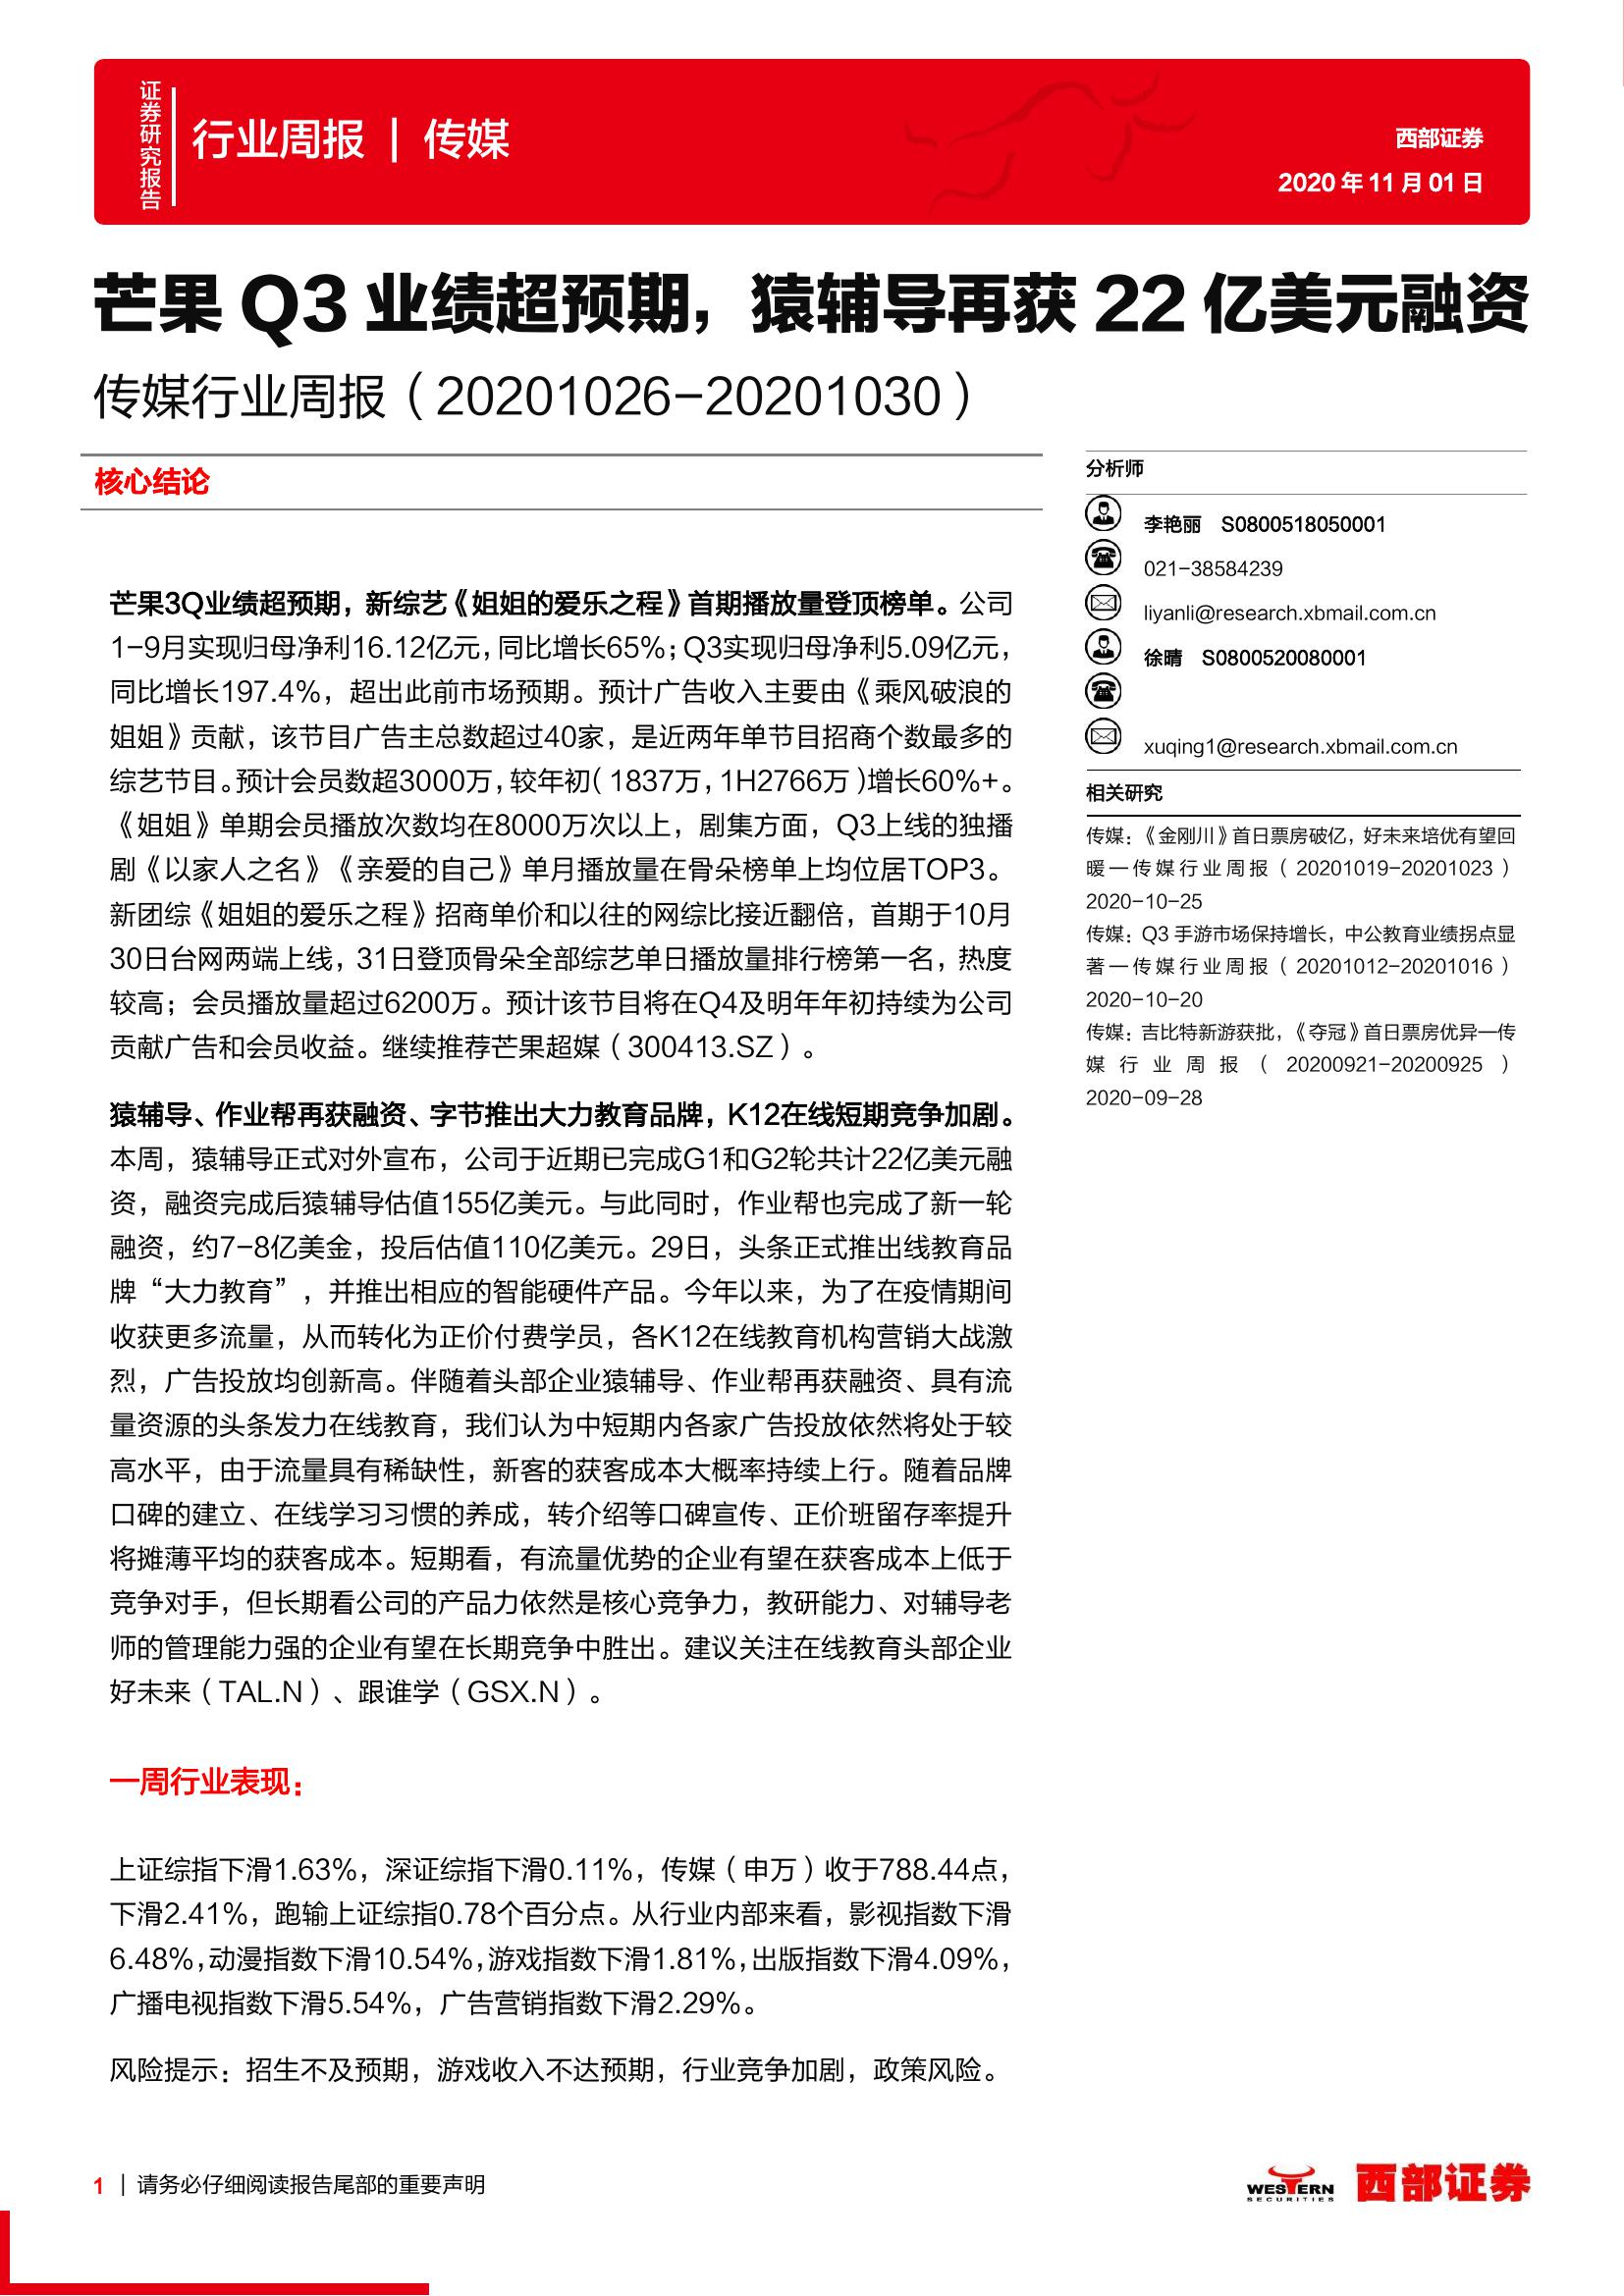 证券研究报告
行业周报 | 传媒
西部证券
2020 年 11 月 01 日
芒果 Q3 业绩超预期，猿辅导再获 22 亿美元融资
传媒行业周报（20201026-20201030）
核心结论
芒果3Q业绩超预期，新综艺《姐姐的爱乐之程》首期播放量登顶榜单。公司
1-9月实现归母净利16.12亿元，同比增长65%；Q3实现归母净利5.09亿元，
同比增长197.4%，超出此前市场预期。预计广告收入主要由《乘风破浪的
姐姐》贡献，该节目广告主总数超过40家，是近两年单节目招商个数最多的
综艺节目。预计会员数超3000万，较年初（1837万，1H2766万）增长60%+。
《姐姐》单期会员播放次数均在8000万次以上，剧集方面，Q3上线的独播
剧《以家人之名》《亲爱的自己》单月播放量在骨朵榜单上均位居TOP3。
新团综《姐姐的爱乐之程》招商单价和以往的网综比接近翻倍，首期于10月
30日台网两端上线，31日登顶骨朵全部综艺单日播放量排行榜第一名，热度
较高；会员播放量超过6200万。预计该节目将在Q4及明年年初持续为公司
贡献广告和会员收益。继续推荐芒果超媒（300413.SZ）。
猿辅导、作业帮再获融资、字节推出大力教育品牌，K12在线短期竞争加剧。
本周，猿辅导正式对外宣布，公司于近期已完成G1和G2轮共计22亿美元融
资，融资完成后猿辅导估值155亿美元。与此同时，作业帮也完成了新一轮
融资，约7-8亿美金，投后估值110亿美元。29日，头条正式推出线教育品
牌“大力教育”，并推出相应的智能硬件产品。今年以来，为了在疫情期间
收获更多流量，从而转化为正价付费学员，各K12在线教育机构营销大战激
烈，广告投放均创新高。伴随着头部企业猿辅导、作业帮再获融资、具有流
量资源的头条发力在线教育，我们认为中短期内各家广告投放依然将处于较
高水平，由于流量具有稀缺性，新客的获客成本大概率持续上行。随着品牌
口碑的建立、在线学习习惯的养成，转介绍等口碑宣传、正价班留存率提升
将摊薄平均的获客成本。短期看，有流量优势的企业有望在获客成本上低于
竞争对手，但长期看公司的产品力依然是核心竞争力，教研能力、对辅导老
师的管理能力强的企业有望在长期竞争中胜出。建议关注在线教育头部企业
好未来（TAL.N）、跟谁学（GSX.N）。
一周行业表现：
上证综指下滑1.63%，深证综指下滑0.11%，传媒（申万）收于788.44点，
下滑2.41%，跑输上证综指0.78个百分点。从行业内部来看，影视指数下滑
6.48%，动漫指数下滑10.54%，游戏指数下滑1.81%，出版指数下滑4.09%，
广播电视指数下滑5.54%，广告营销指数下滑2.29%。
风险提示：招生不及预期，游戏收入不达预期，行业竞争加剧，政策风险。
分析师
李艳丽 S0800518050001
021-38584239
liyanli@research.xbmail.com.cn
徐晴 S0800520080001
xuqing1@research.xbmail.com.cn
相关研究
传媒：《金刚川》首日票房破亿，好未来培优有望回
暖—传媒行业周报（20201019-20201023）
2020-10-25
传媒：Q3 手游市场保持增长，中公教育业绩拐点显
著—传媒行业周报（20201012-20201016）
2020-10-20
传媒：吉比特新游获批，《夺冠》首日票房优异—传
媒行业周报（20200921-20200925）
2020-09-28
1 | 请务必仔细阅读报告尾部的重要声明
WESTERN
SECURITIES
西部证券